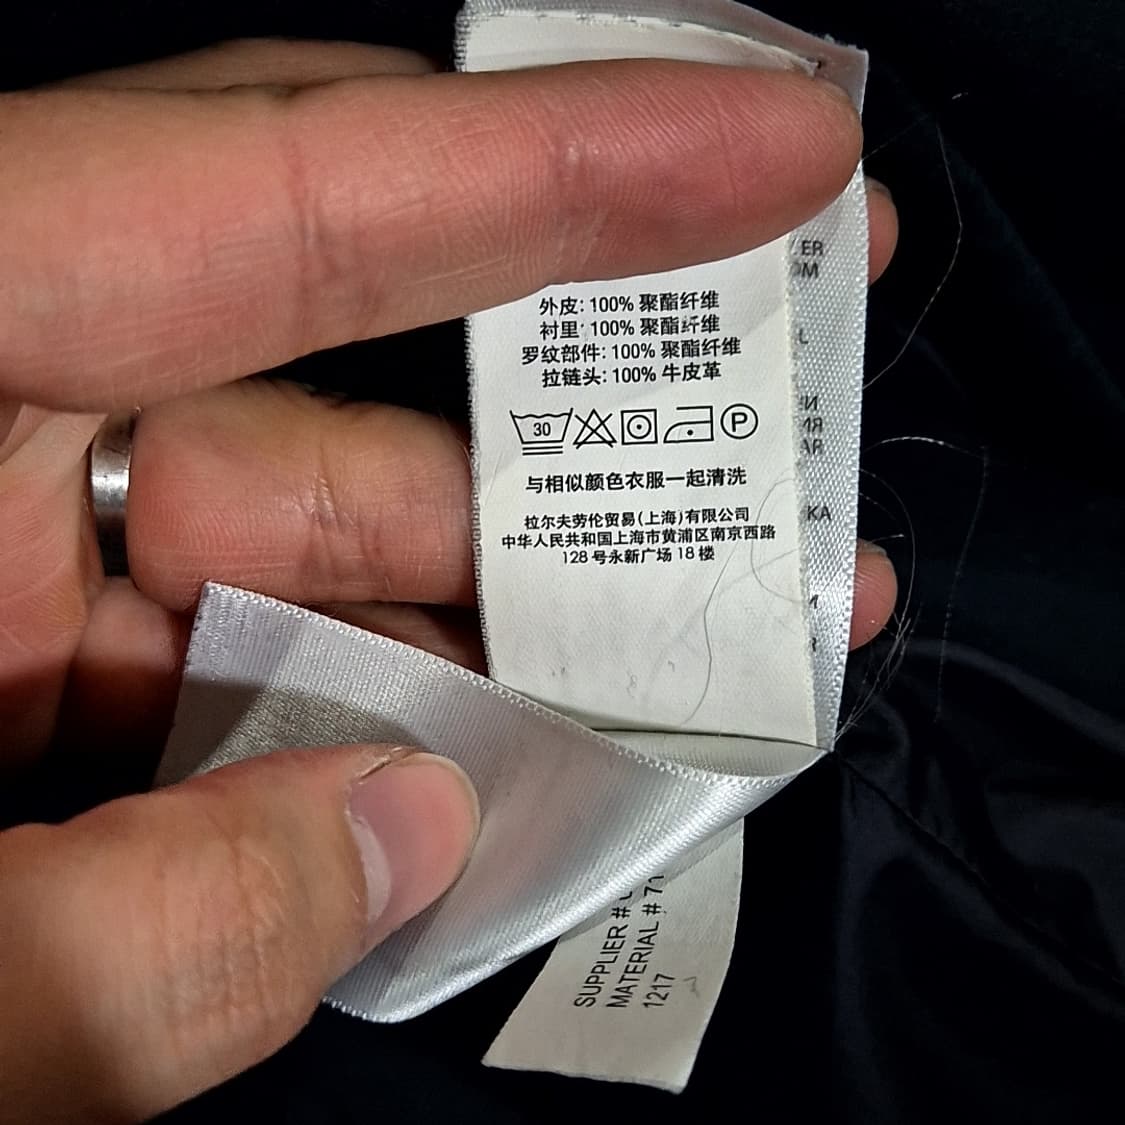 外皮: 100% 聚酯纤维
衬里: 100% 聚酯纤维
罗纹部件: 100% 聚酯纤维
拉链头: 100% 牛皮革
30 P
与相似颜色衣服一起清洗
拉尔夫劳伦贸易(上海)有限公司
中华人民共和国上海市黄浦区南京西路
128 号永新广场 18 楼
ER
OM
L
KA
SUPPLIER #
MATERIAL # 71
1217